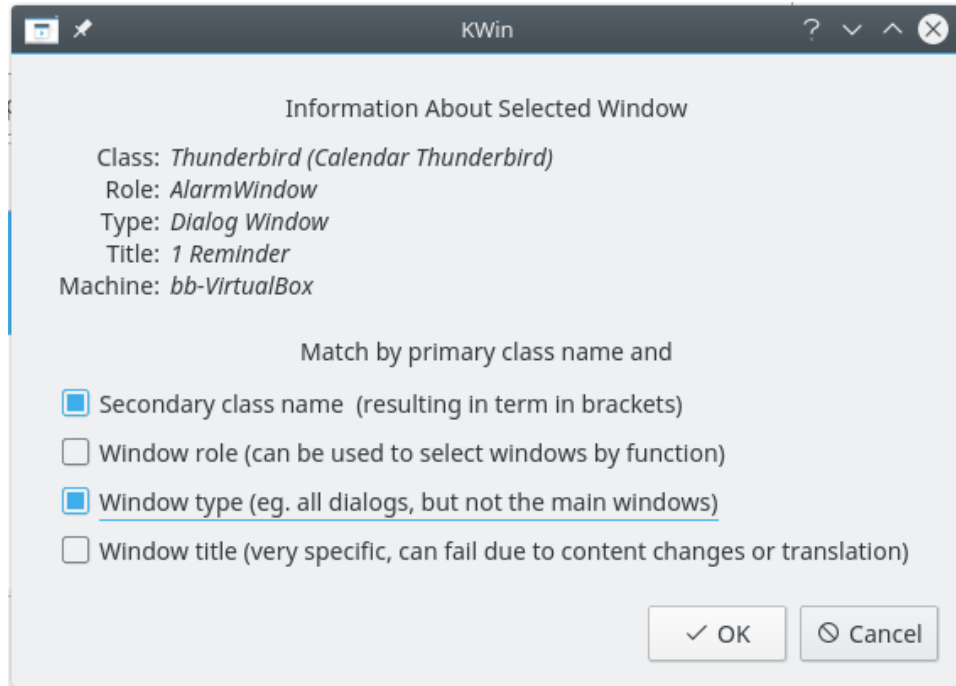 KWin
Information About Selected Window
Class: Thunderbird (Calendar Thunderbird)
Role: AlarmWindow
Type: Dialog Window
Title: 1 Reminder
Machine: bb-VirtualBox
Match by primary class name and
Secondary class name (resulting in term in brackets)
Window role (can be used to select windows by function)
Window type (eg. all dialogs, but not the main windows)
Window title (very specific, can fail due to content changes or translation)
OK Cancel